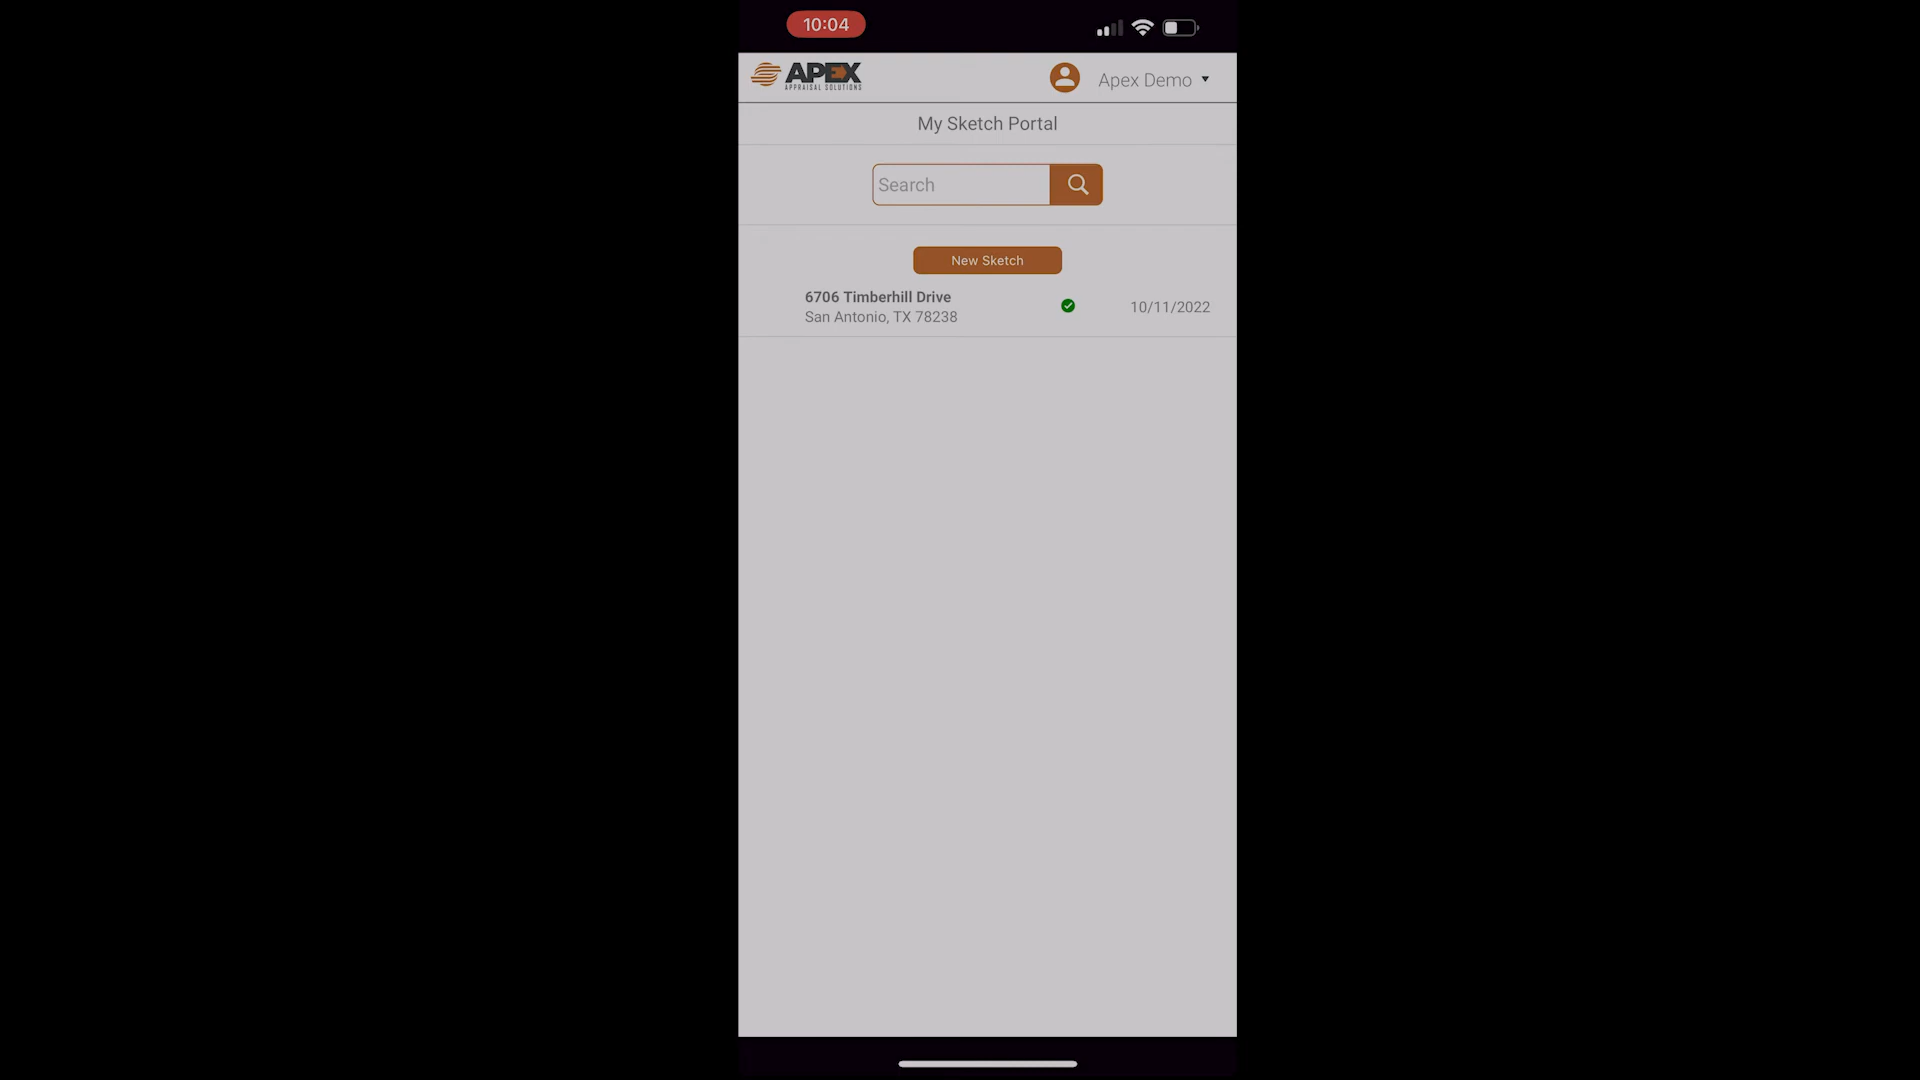 10:04
APEX
APPRAISAL SOLUTIONS
Apex Demo
My Sketch Portal
Search
New Sketch
6706 Timberhill Drive
San Antonio, TX 78238
10/11/2022